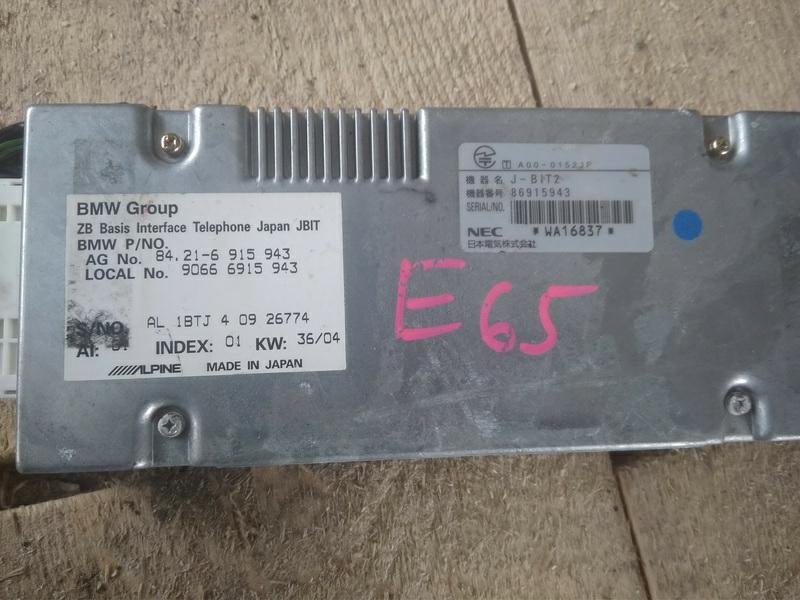 BMW Group
ZB Basis Interface Telephone Japan JBIT
BMW P/NO.
AG No. 84.21-6 915 943
LOCAL No. 9066 6915 943
S/NO. AL 1BTJ 4 09 26774
AI: INDEX: 01 KW: 36/04
ALPINE MADE IN JAPAN
T A00-0152JP
機器名 J-BIT2
機器番号 86915943
SERIAL/NO.
NEC * WA16837 *
日本電気株式会社
E65